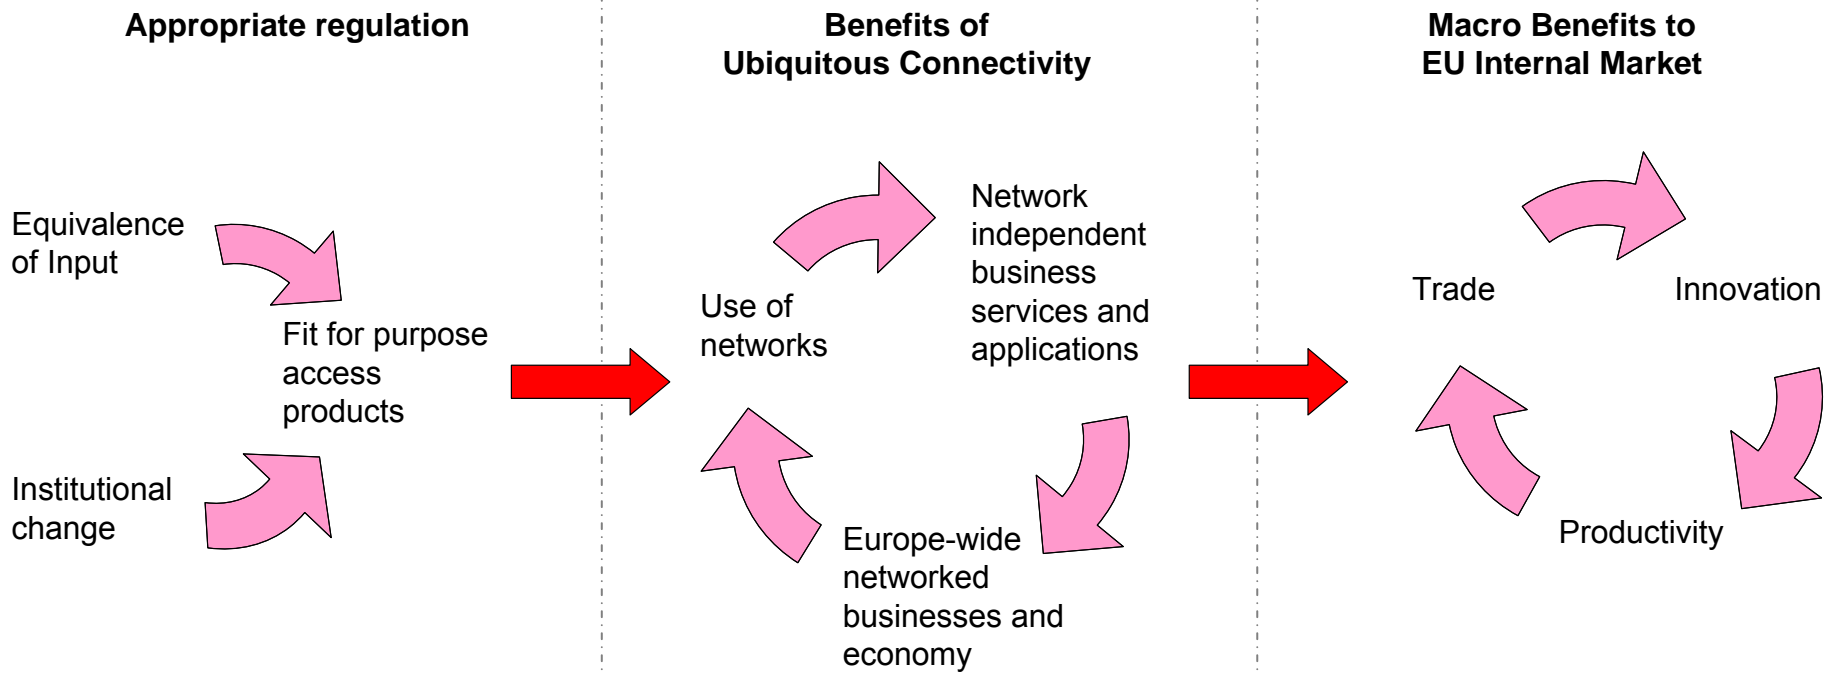 Appropriate regulation
Equivalence
of Input
Fit for purpose
access
products
Institutional
change
Benefits of
Ubiquitous Connectivity
Use of
networks
Network
independent
business
services and
applications
Europe-wide
networked
businesses and
economy
Macro Benefits to
EU Internal Market
Trade
Innovation
Productivity